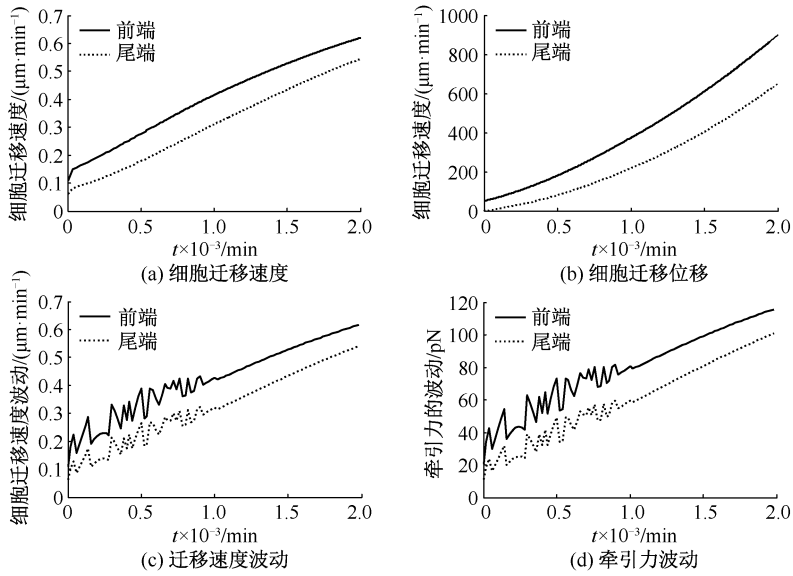 细胞迁移速度/(μm·min⁻¹)
0.7
0.6
0.5
0.4
0.3
0.2
0.1
0
前端
尾端
0 0.5 1.0 1.5 2.0
t×10⁻³/min
(a) 细胞迁移速度
细胞迁移速度/(μm·min⁻¹)
1000
800
600
400
200
0
前端
尾端
0 0.5 1.0 1.5 2.0
t×10⁻³/min
(b) 细胞迁移位移
细胞迁移速度波动/(μm·min⁻¹)
0.7
0.6
0.5
0.4
0.3
0.2
0.1
0
前端
尾端
0 0.5 1.0 1.5 2.0
t×10⁻³/min
(c) 迁移速度波动
牵引力的波动/pN
120
100
80
60
40
20
0
前端
尾端
0 0.5 1.0 1.5 2.0
t×10⁻³/min
(d) 牵引力波动